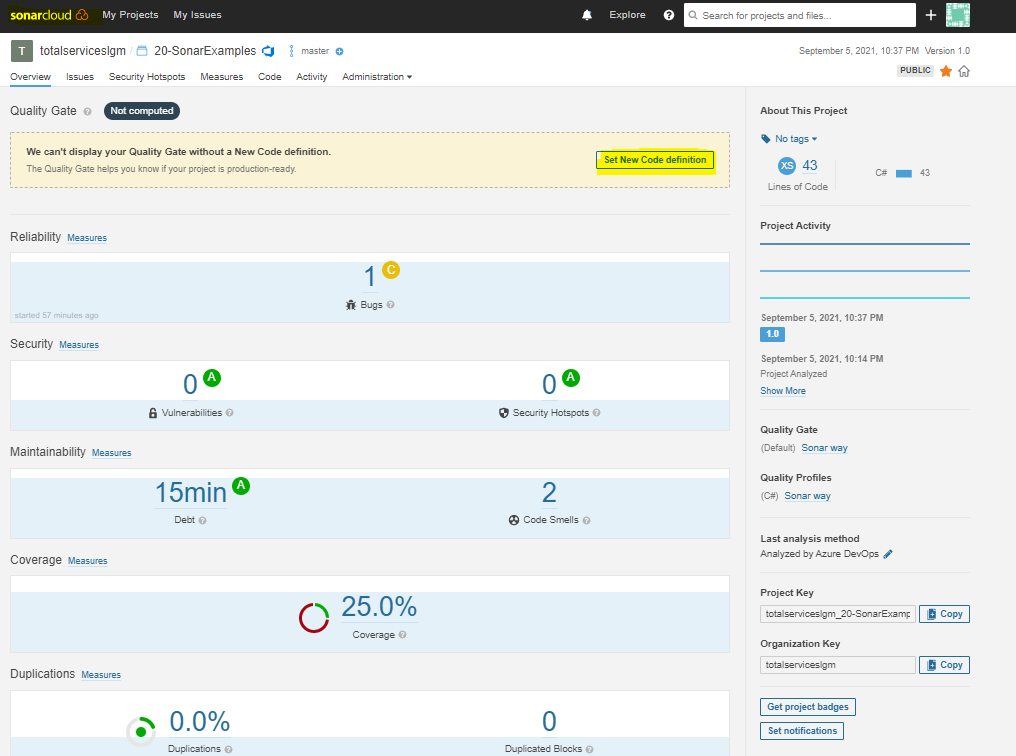 sonarcloud My Projects My Issues Explore Search for projects and files...
T totalserviceslgm / 20-SonarExamples master September 5, 2021, 10:37 PM Version 1.0
Overview Issues Security Hotspots Measures Code Activity Administration PUBLIC
Quality Gate Not computed
We can't display your Quality Gate without a New Code definition.
The Quality Gate helps you know if your project is production-ready.
Set New Code definition
Reliability Measures
1 C
Bugs
started 57 minutes ago
Security Measures
0 A 0 A
Vulnerabilities Security Hotspots
Maintainability Measures
15min A 2
Debt Code Smells
Coverage Measures
25.0%
Coverage
Duplications Measures
0.0% 0
Duplications Duplicated Blocks
About This Project
No tags
XS 43 C# 43
Lines of Code
Project Activity
September 5, 2021, 10:37 PM
1.0
September 5, 2021, 10:14 PM
Project Analyzed
Show More
Quality Gate
(Default) Sonar way
Quality Profiles
(C#) Sonar way
Last analysis method
Analyzed by Azure DevOps
Project Key
totalserviceslgm_20-SonarExamp Copy
Organization Key
totalserviceslgm Copy
Get project badges
Set notifications